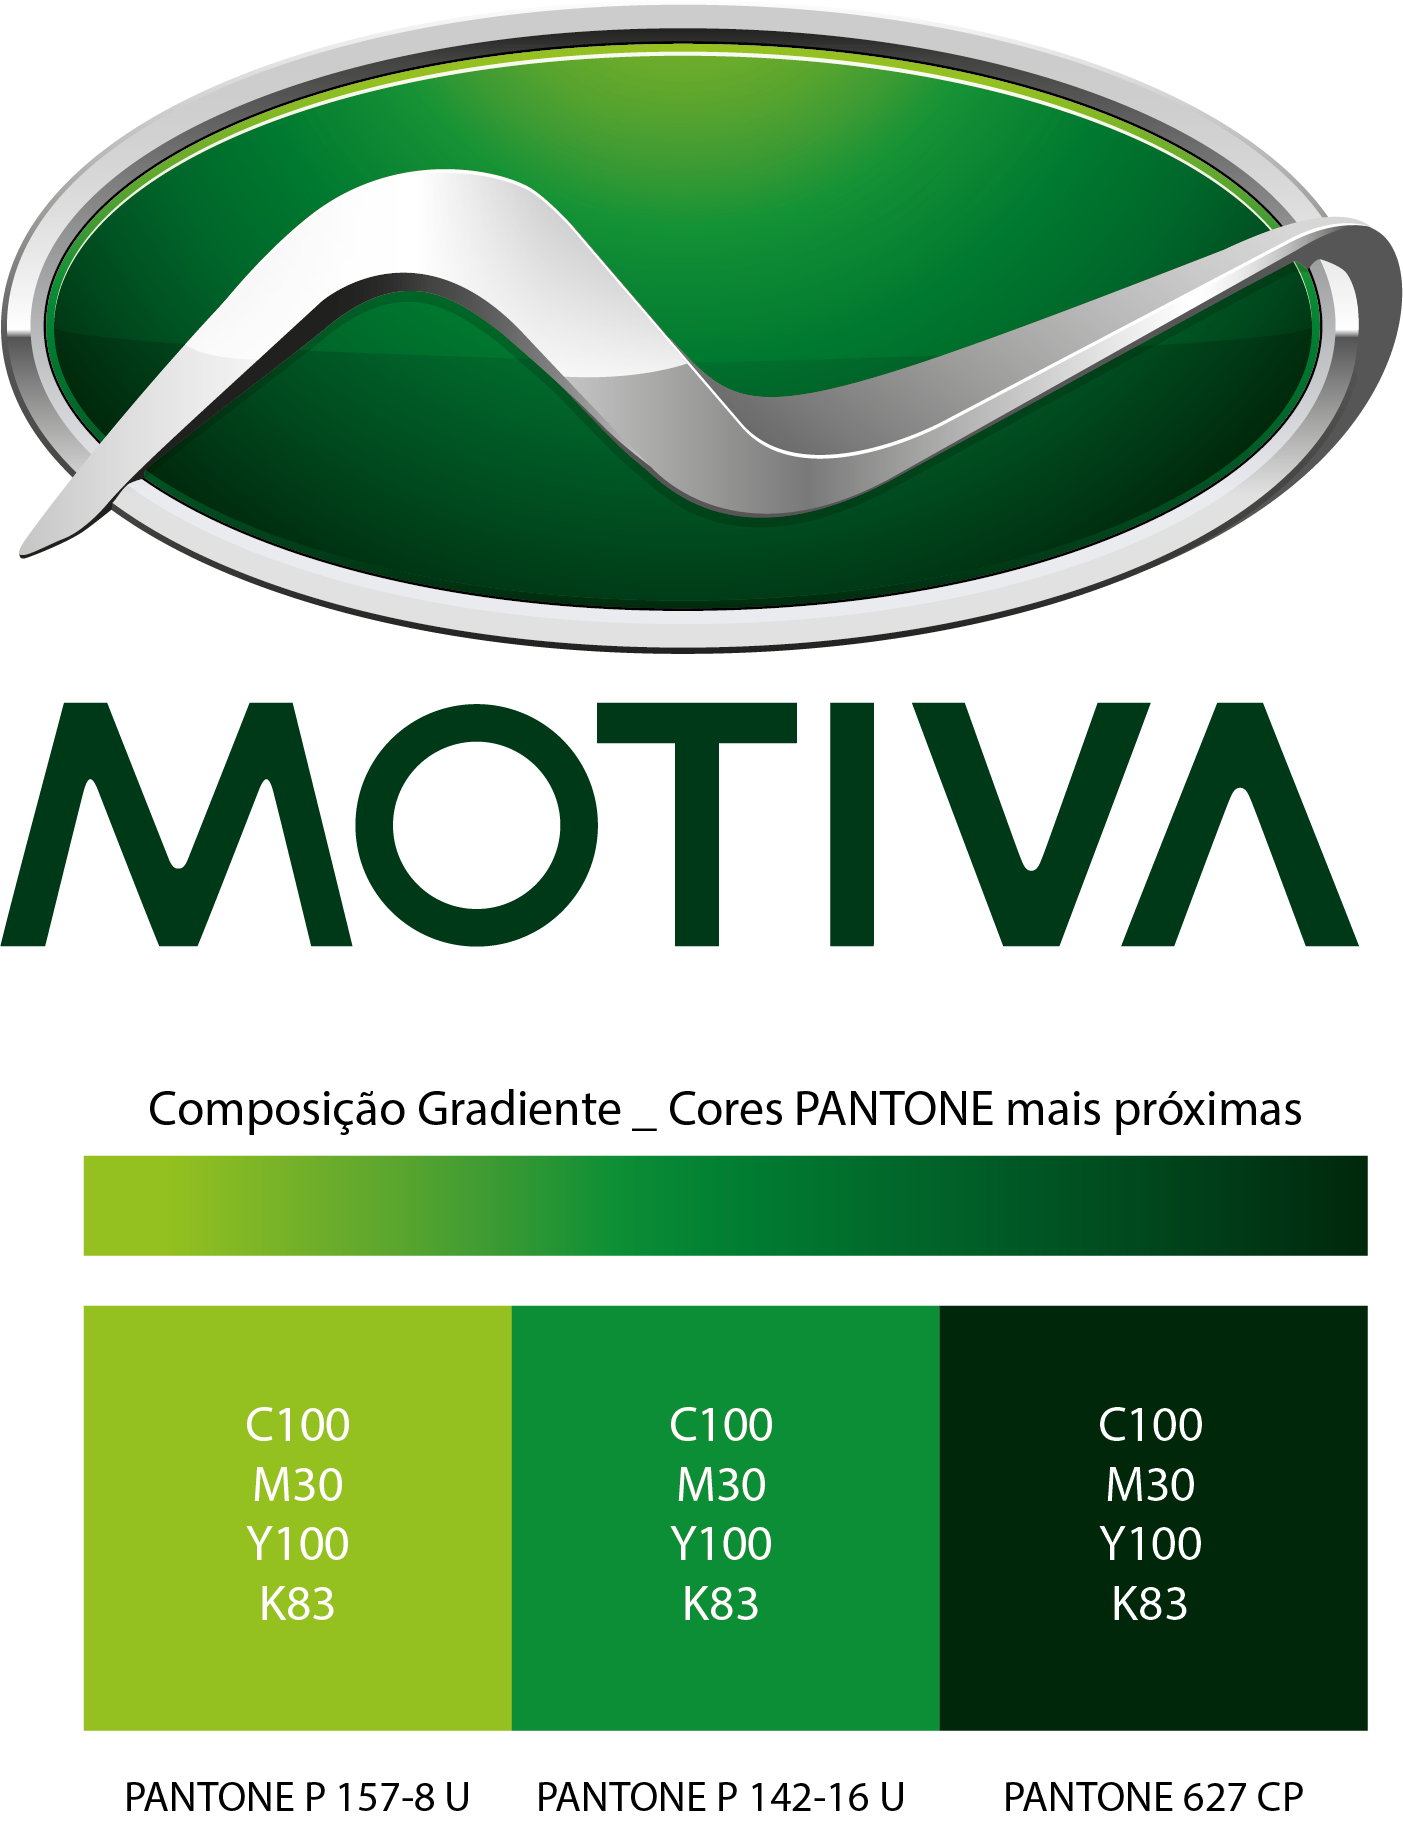 MOTIVA
Composição Gradiente _ Cores PANTONE mais próximas
C100
M30
Y100
K83
C100
M30
Y100
K83
C100
M30
Y100
K83
PANTONE P 157-8 U
PANTONE P 142-16 U
PANTONE 627 CP